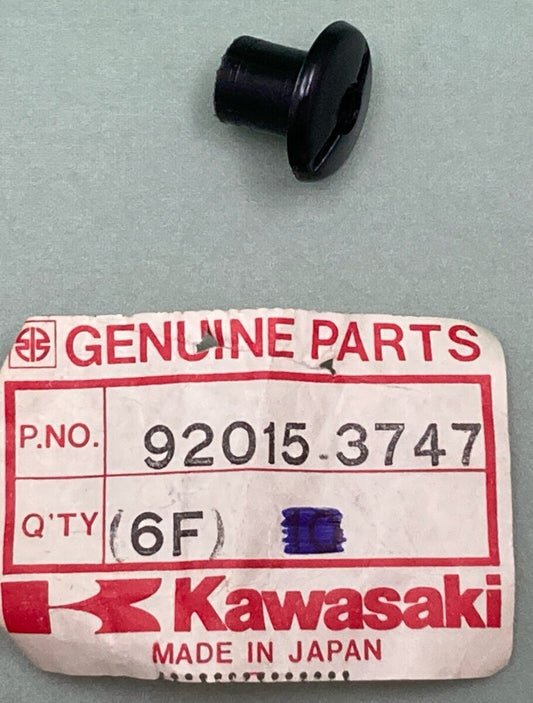 GENUINE PARTS
P.NO. 92015-3747
Q'TY (6F)
Kawasaki
MADE IN JAPAN